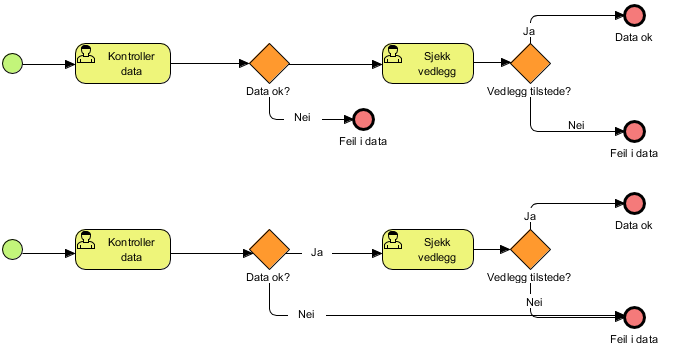 Ja
Data ok
Kontroller
data
Sjekk
vedlegg
Data ok?
Vedlegg tilstede?
Nei
Nei
Feil i data
Feil i data
Ja
Data ok
Kontroller
data
Ja
Sjekk
vedlegg
Data ok?
Vedlegg tilstede?
Nei
Nei
Feil i data